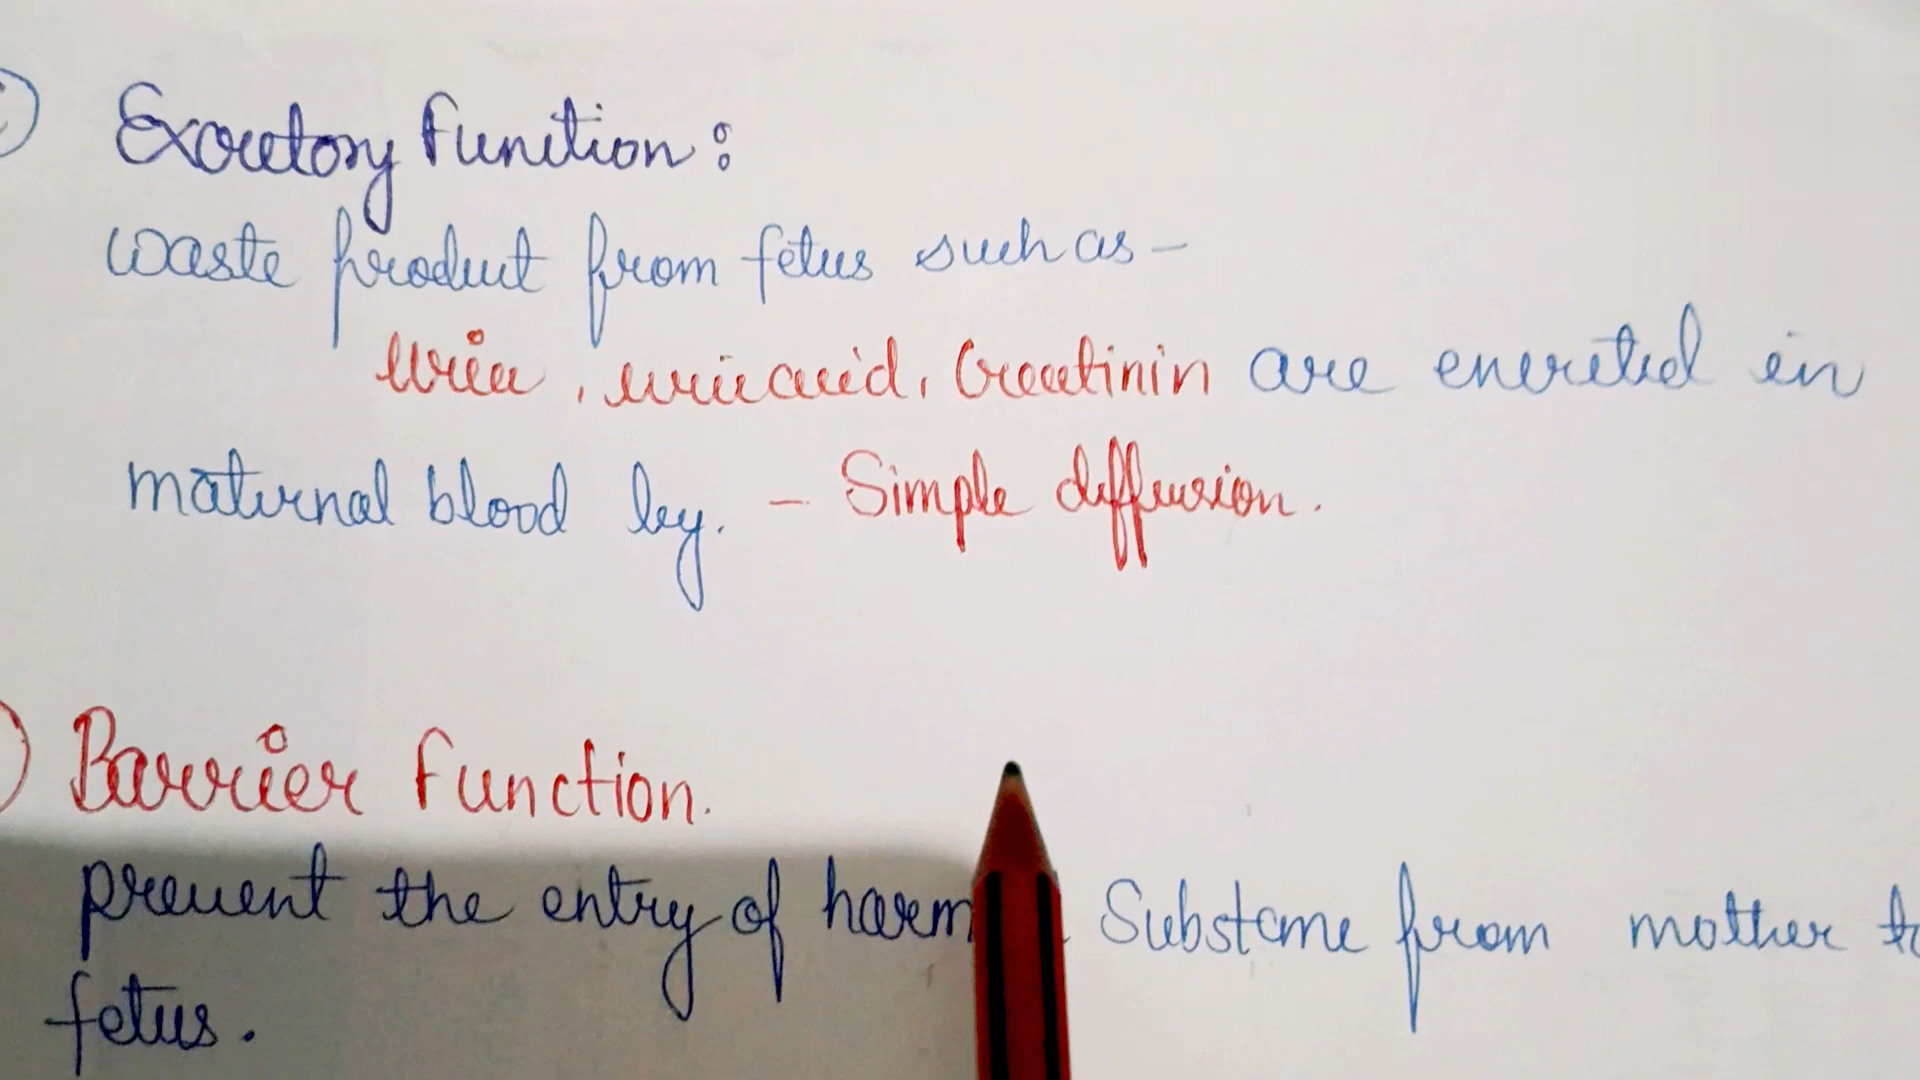 Excretory function:
waste product from fetus such as -
urea, uric acid, Creatinin are excreted in
maternal blood by. - Simple diffusion.
Barrier function.
prevent the entry of Substance from mother to
fetus.